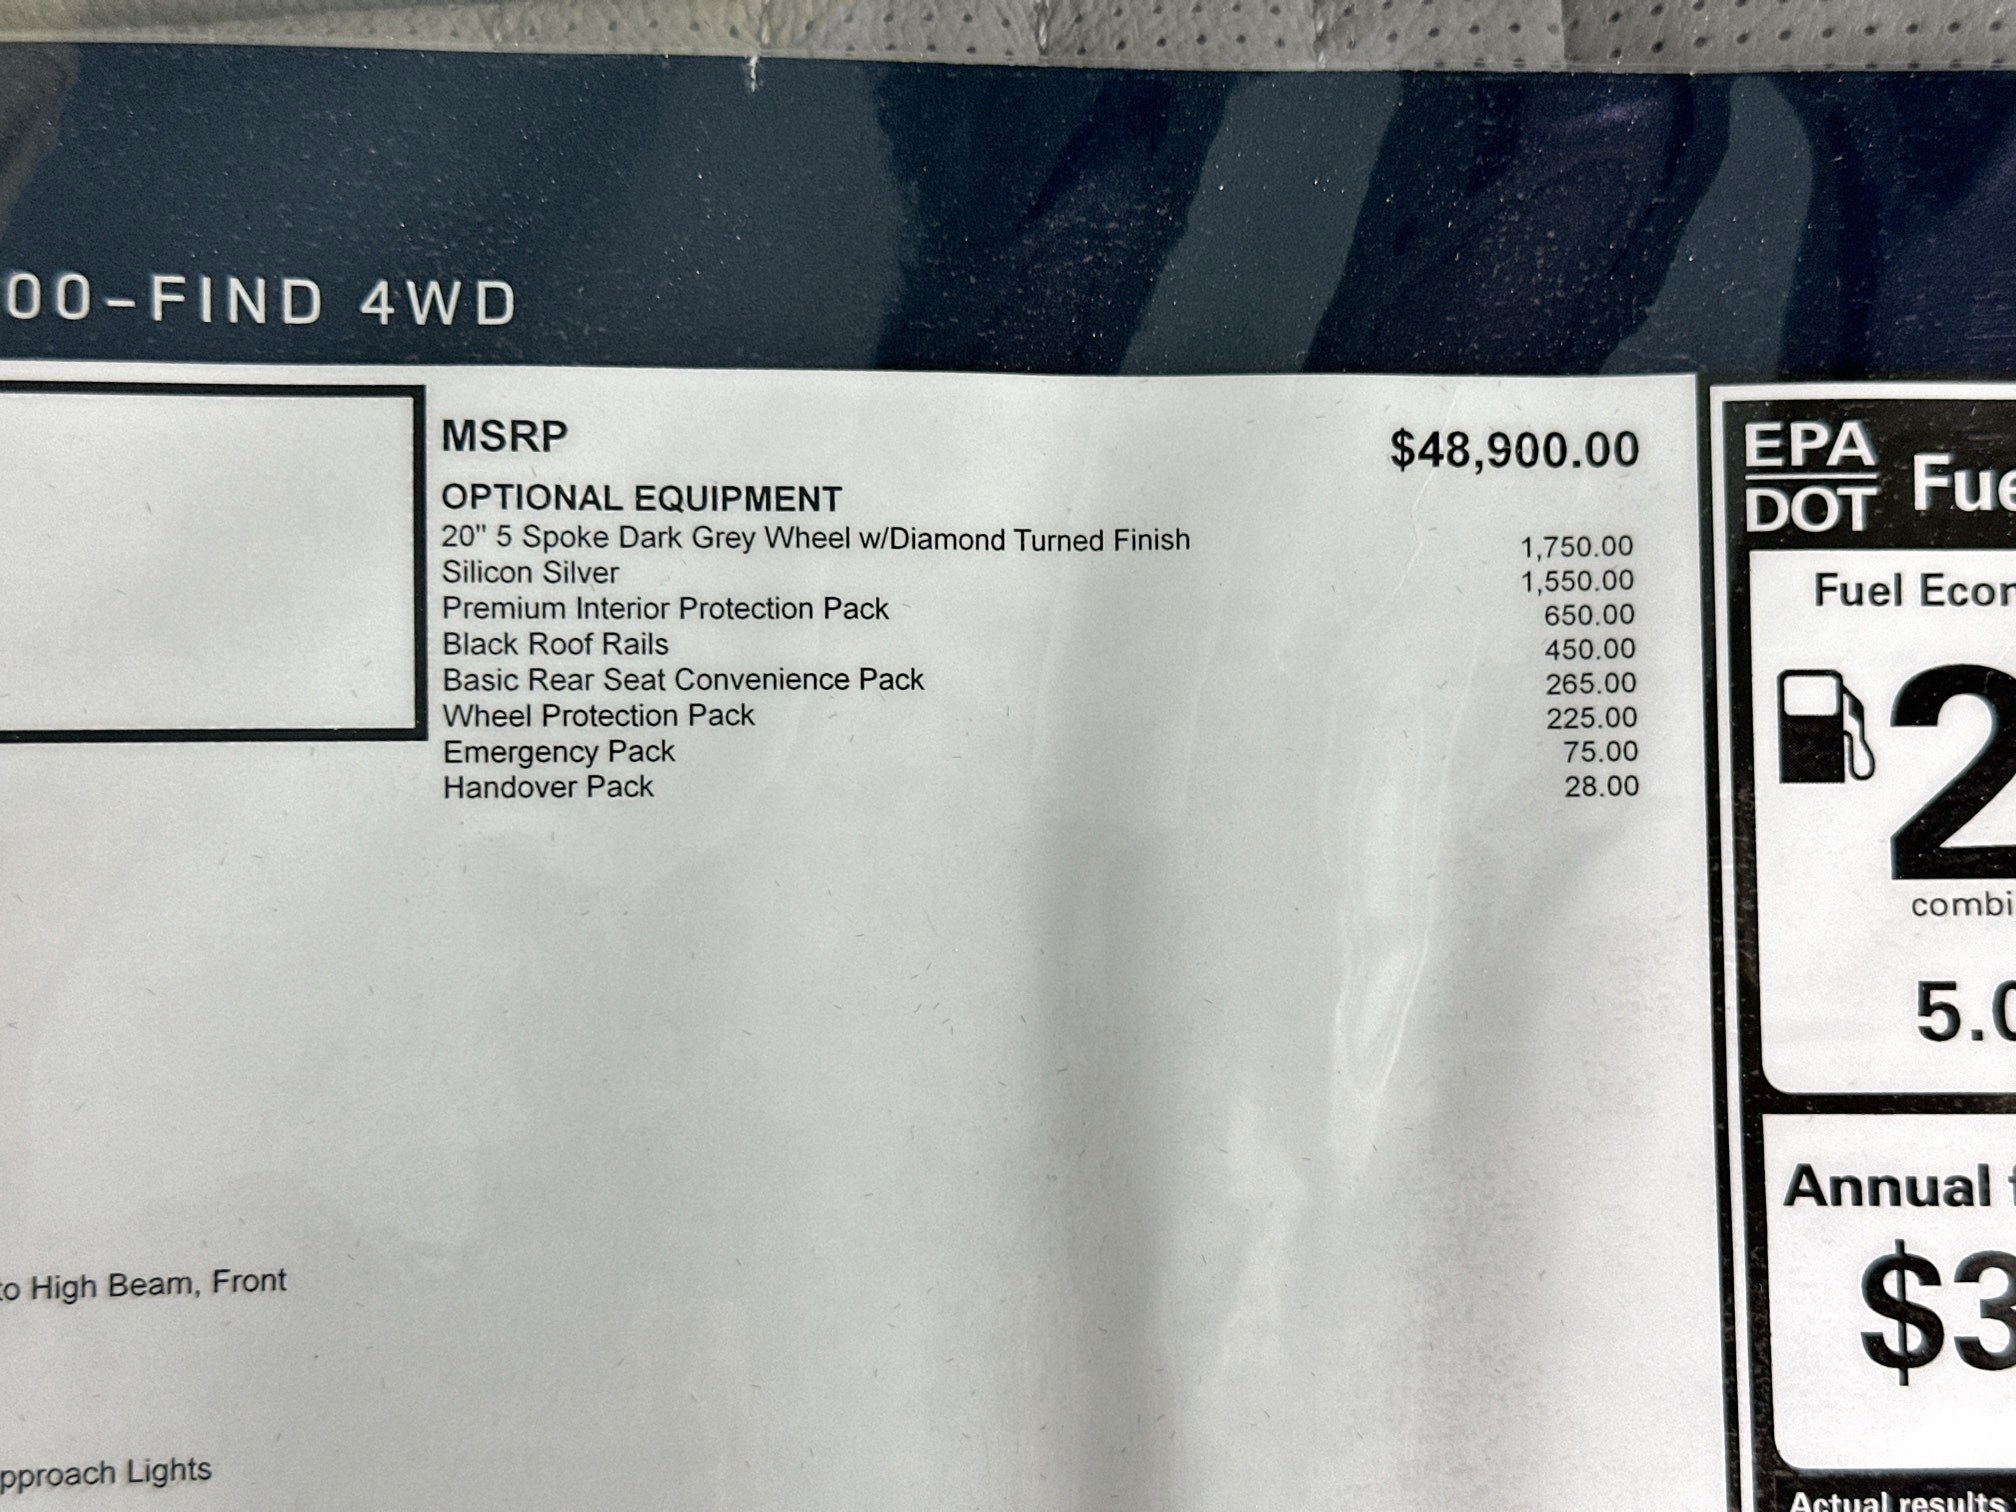 00-FIND 4WD
MSRP $48,900.00
OPTIONAL EQUIPMENT
20" 5 Spoke Dark Grey Wheel w/Diamond Turned Finish 1,750.00
Silicon Silver 1,550.00
Premium Interior Protection Pack 650.00
Black Roof Rails 450.00
Basic Rear Seat Convenience Pack 265.00
Wheel Protection Pack 225.00
Emergency Pack 75.00
Handover Pack 28.00
to High Beam, Front
pproach Lights
EPA
DOT
Fue
Fuel Econ
2
combi
5.0
Annual f
$3
Actual results